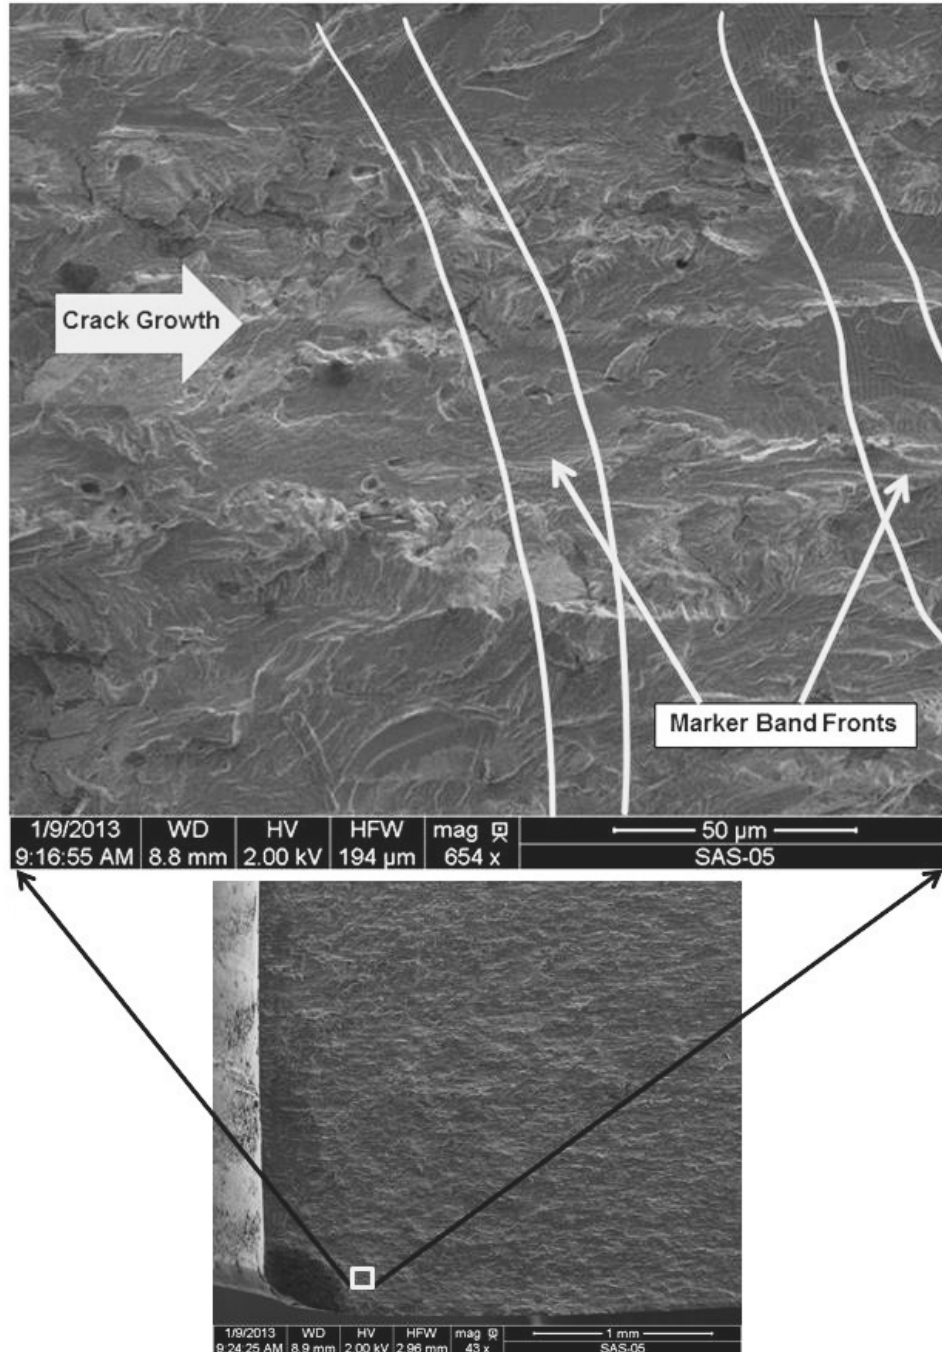 Crack Growth
Marker Band Fronts
1/9/2013 WD HV HFW mag 50 µm
9:16:55 AM 8.8 mm 2.00 kV 194 µm 654 x SAS-05
1/9/2013 WD HV HFW mag 1 mm
9:24:25 AM 8.9 mm 2.00 kV 2.96 mm 43 x SAS-05